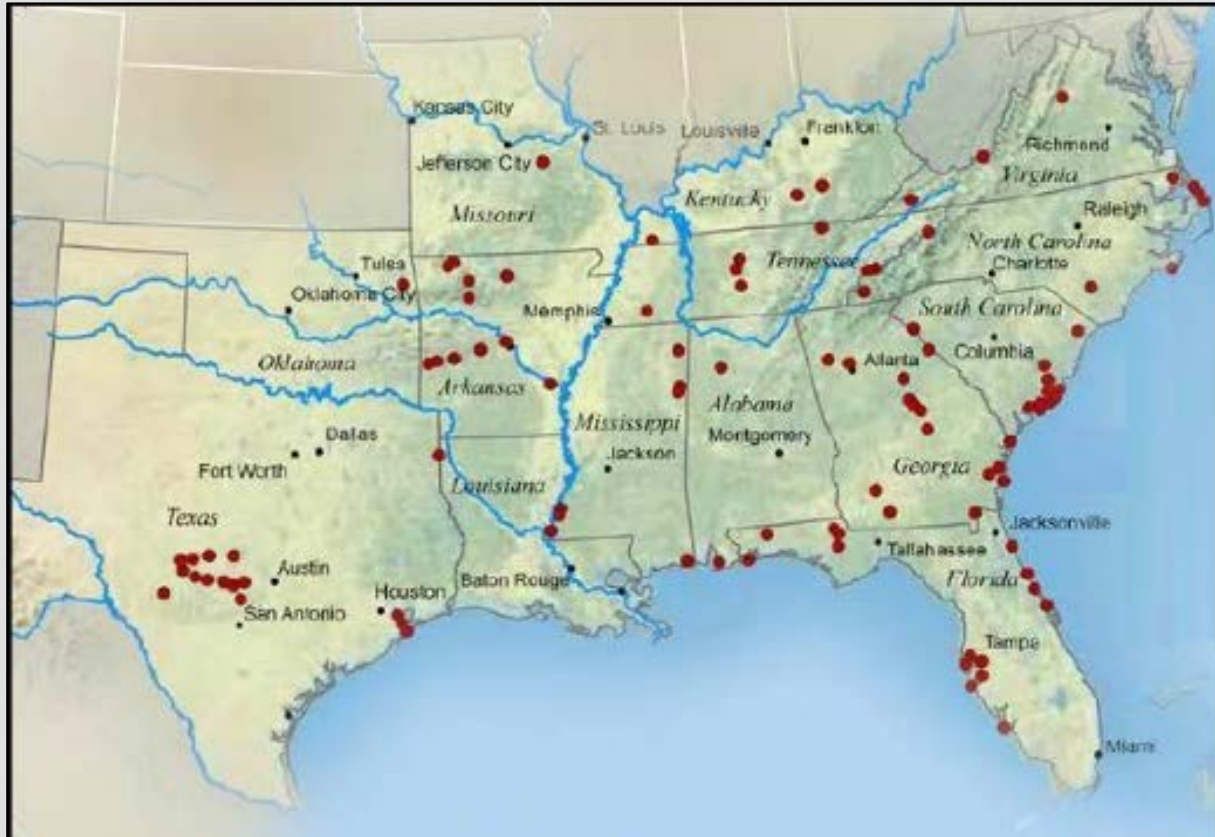 Kansas City
St. Louis
Louisville
Frankfort
Richmond
Jefferson City
Virginia
Kentucky
Missouri
Raleigh
North Carolina
Tulsa
Tennessee
Charlotte
Oklahoma City
Memphis
South Carolina
Oklahoma
Atlanta
Columbia
Arkansas
Mississippi
Alabama
Dallas
Montgomery
Fort Worth
Jackson
Georgia
Louisiana
Texas
Jacksonville
Tallahassee
Austin
Baton Rouge
Florida
Houston
San Antonio
Tampa
Miami